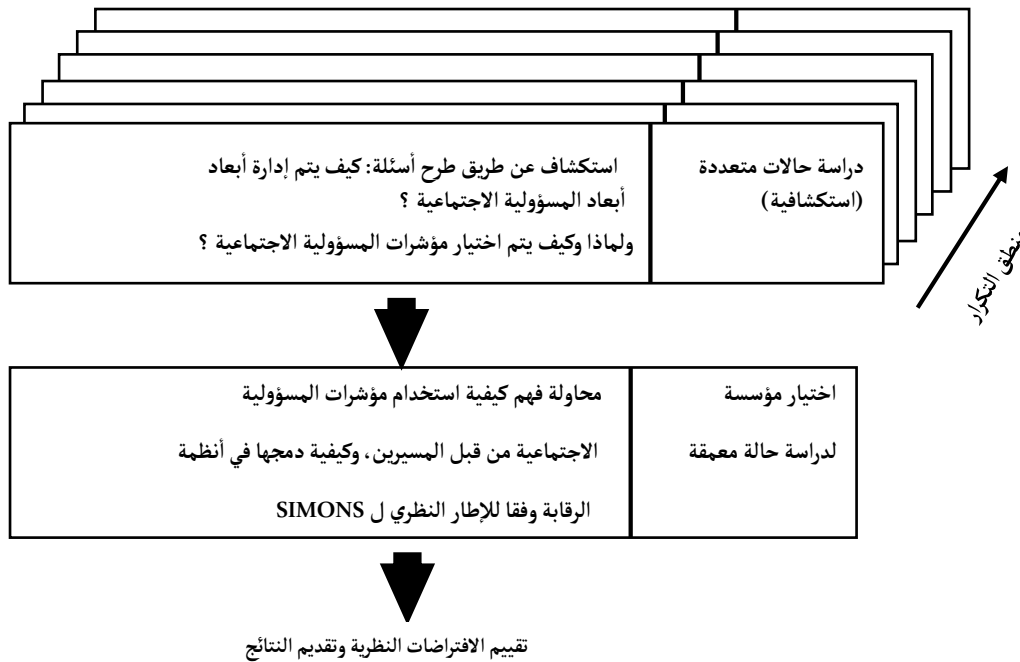 دراسة حالات متعددة
(استكشافية)
استكشاف عن طريق طرح أسئلة: كيف يتم إدارة أبعاد
أبعاد المسؤولية الاجتماعية ؟
ولماذا وكيف يتم اختيار مؤشرات المسؤولية الاجتماعية ؟
منطق التكرار
اختيار مؤسسة
لدراسة حالة معمقة
محاولة فهم كيفية استخدام مؤشرات المسؤولية
الاجتماعية من قبل المسيرين، وكيفية دمجها في أنظمة
الرقابة وفقا للإطار النظري ل SIMONS
تقييم الافتراضات النظرية وتقديم النتائج